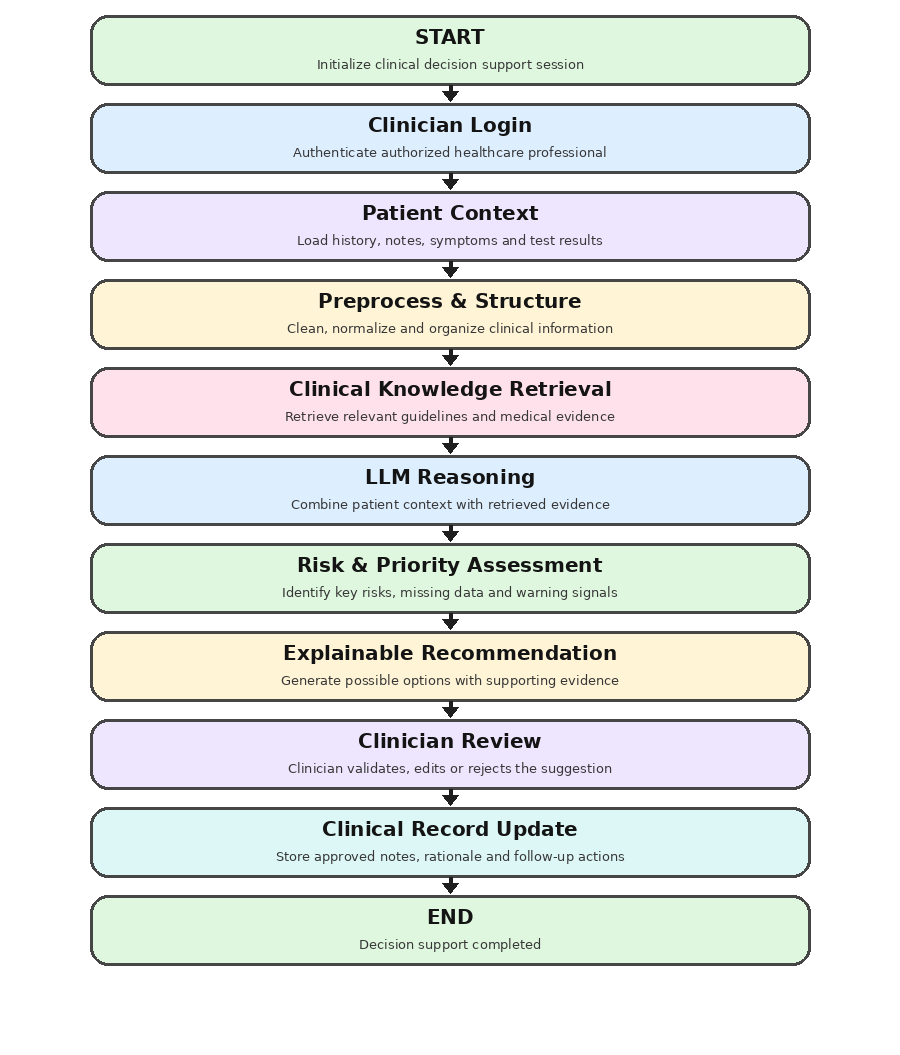 START
Initialize clinical decision support session
Clinician Login
Authenticate authorized healthcare professional
Patient Context
Load history, notes, symptoms and test results
Preprocess & Structure
Clean, normalize and organize clinical information
Clinical Knowledge Retrieval
Retrieve relevant guidelines and medical evidence
LLM Reasoning
Combine patient context with retrieved evidence
Risk & Priority Assessment
Identify key risks, missing data and warning signals
Explainable Recommendation
Generate possible options with supporting evidence
Clinician Review
Clinician validates, edits or rejects the suggestion
Clinical Record Update
Store approved notes, rationale and follow-up actions
END
Decision support completed